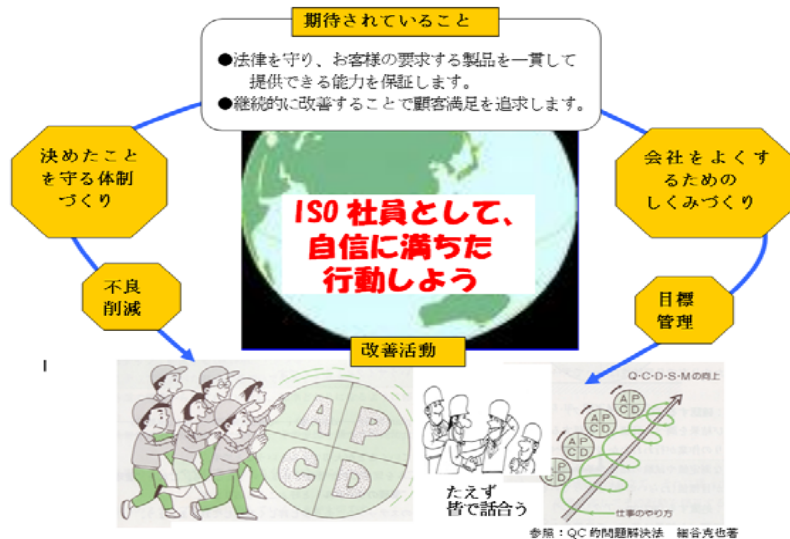 期待されていること
●法律を守り、お客様の要求する製品を一貫して
提供できる能力を保証します。
●継続的に改善することで顧客満足を追求します。
決めたこと
を守る体制
づくり
会社をよくす
るための
しくみづくり
ISO 社員として、
自信に満ちた
行動しよう
不良
削減
目標
管理
改善活動
A P
C D
たえず
皆で話合う
Q・C・D・S・Mの向上
A P
C D
A P
C D
A P
C D
A P
C D
仕事のやり方
参照：QC的問題解決法 細谷克也著